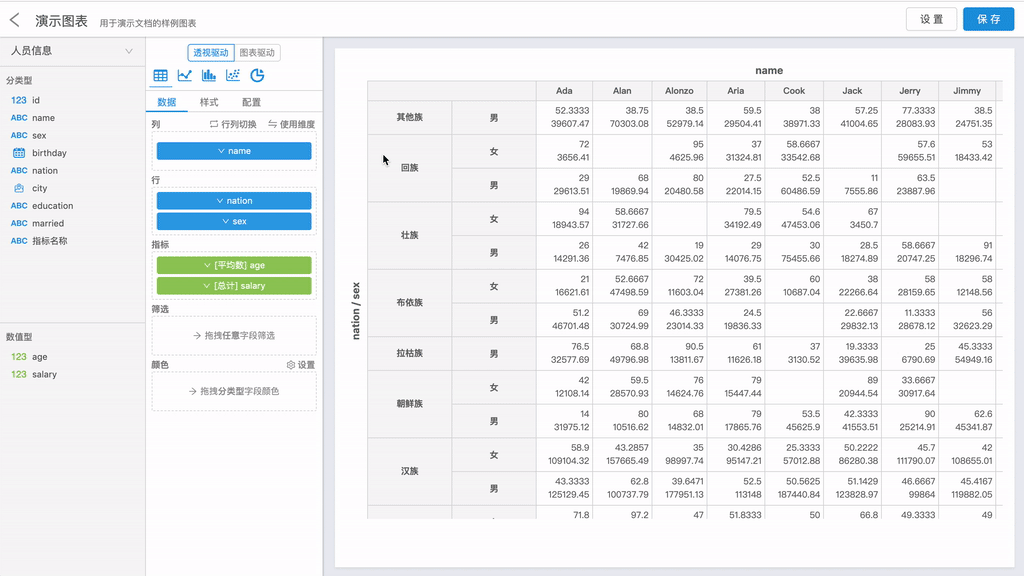 演示图表 用于演示文档的样例图表
设 置
保 存
人员信息
分类型
123 id
ABC name
ABC sex
birthday
ABC nation
city
ABC education
ABC married
ABC 指标名称
数值型
123 age
123 salary
透视驱动 图表驱动
数据 样式 配置
列 行列切换 使用维度
name
行
nation
sex
指标
[平均数] age
[总计] salary
筛选
拖拽任意字段筛选
颜色 设置
拖拽分类型字段颜色
name
nation / sex
Ada Alan Alonzo Aria Cook Jack Jerry Jimmy
其他族 男
52.3333 38.75 38.5 59.5 38 57.25 77.3333 38.5
39607.47 70303.08 52979.14 29504.41 38971.33 41004.65 28083.93 24751.35
回族 女
72 95 37 58.6667 57.6 53
3656.41 4625.96 31324.81 33542.68 59655.51 18433.42
男
29 68 80 27.5 52.5 11 63.5
29613.51 19869.94 20480.58 22014.15 60486.59 7555.86 23887.96
壮族 女
94 58.6667 79.5 54.6 67
18943.57 31727.66 34192.49 47453.06 3450.7
男
26 42 19 29 30 28.5 58.6667 91
14291.36 7476.85 30425.02 14076.75 75455.66 18274.89 20747.25 18296.74
布依族 女
21 52.6667 72 39.5 60 38 58 58
16621.61 47498.59 11603.04 27381.26 10687.04 22266.64 28159.65 12148.56
男
51.2 69 46.3333 24.5 22.6667 11.3333 56
46701.48 30724.99 23014.33 19836.33 29832.13 28678.12 32623.29
拉祜族 男
76.5 68.8 90.5 61 37 19.3333 25 45.3333
32577.69 49796.98 13811.67 11626.18 3130.52 39635.98 6790.69 54949.16
朝鲜族 女
42 59.5 76 79 89 33.6667
12108.14 28570.93 14624.76 15447.44 20944.54 30917.64
男
14 80 68 79 53.5 42.3333 90 62.6
31975.12 10516.62 14832.01 17865.76 45625.9 41553.51 25214.91 45341.87
汉族 女
58.9 43.2857 35 30.4286 25.3333 50.2222 45.7 42
109104.32 157665.49 98997.74 95147.21 57012.88 86280.38 111790.07 108655.01
男
43.3333 62.8 39.6471 52.5 50.5625 51.1429 46.6667 45.4167
125129.45 100737.79 177951.13 113148 187440.84 123828.97 99864 119882.05
71.8 97.2 47 51.8333 50 66.8 49.3333 49